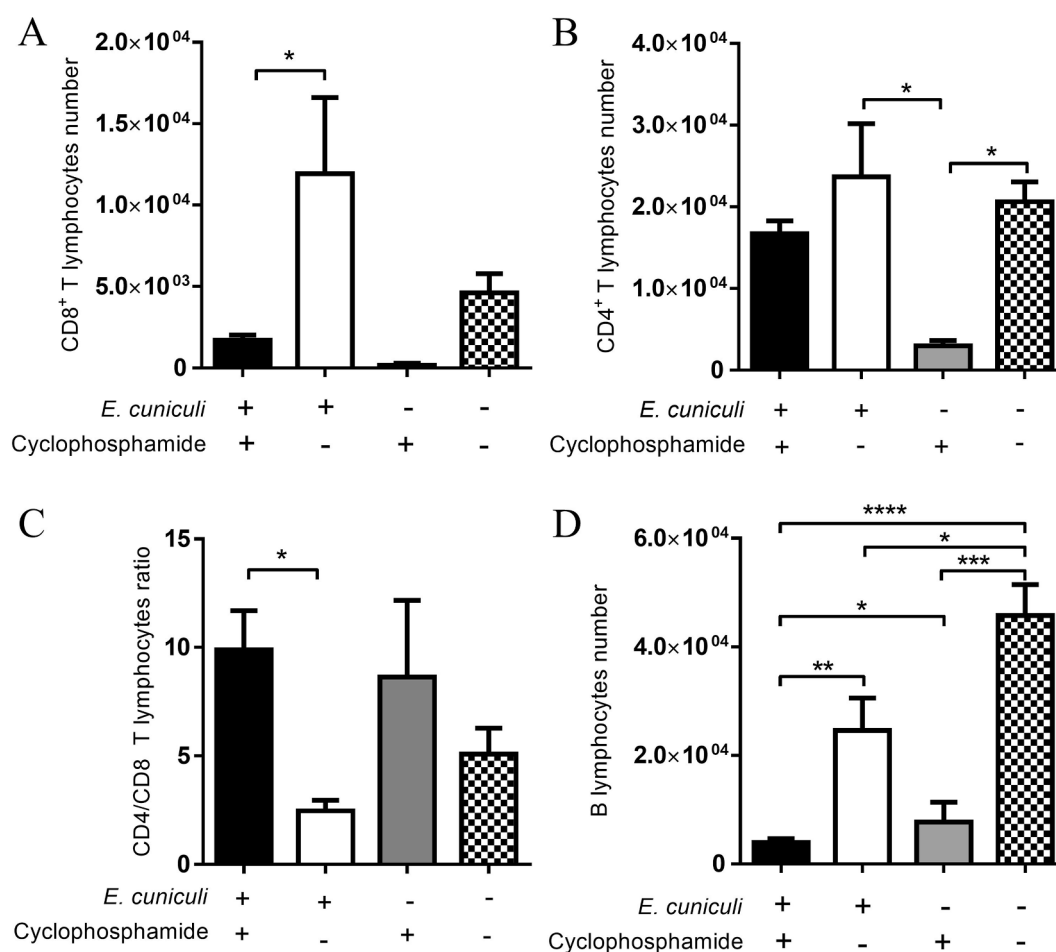 A
CD8+ T lymphocytes number
2.0×10^04
1.5×10^04
1.0×10^04
5.0×10^03
0
*
E. cuniculi + + - -
Cyclophosphamide + - + -
B
CD4+ T lymphocytes number
4.0×10^04
3.0×10^04
2.0×10^04
1.0×10^04
0
*
*
E. cuniculi + + - -
Cyclophosphamide + - + -
C
CD4/CD8 T lymphocytes ratio
15
10
5
0
*
E. cuniculi + + - -
Cyclophosphamide + - + -
D
B lymphocytes number
6.0×10^04
4.0×10^04
2.0×10^04
0
****
*
***
*
**
E. cuniculi + + - -
Cyclophosphamide + - + -